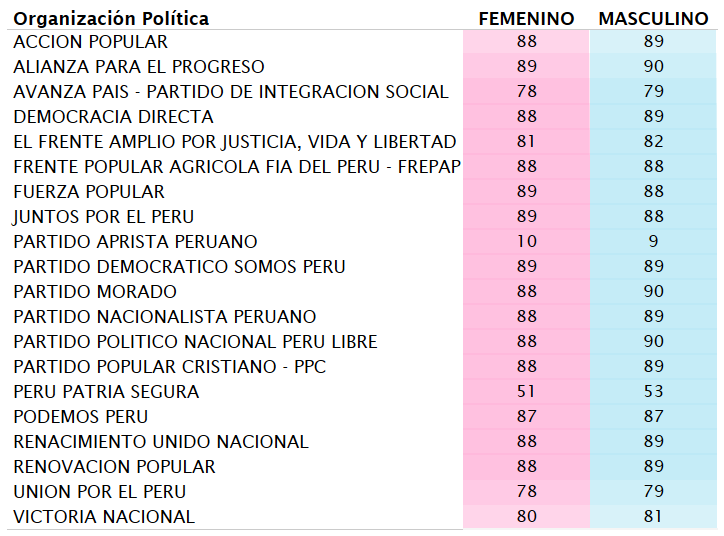 Organización Política FEMENINO MASCULINO
ACCION POPULAR 88 89
ALIANZA PARA EL PROGRESO 89 90
AVANZA PAIS - PARTIDO DE INTEGRACION SOCIAL 78 79
DEMOCRACIA DIRECTA 88 89
EL FRENTE AMPLIO POR JUSTICIA, VIDA Y LIBERTAD 81 82
FRENTE POPULAR AGRICOLA FIA DEL PERU - FREPAP 88 88
FUERZA POPULAR 89 88
JUNTOS POR EL PERU 89 88
PARTIDO APRISTA PERUANO 10 9
PARTIDO DEMOCRATICO SOMOS PERU 89 89
PARTIDO MORADO 88 90
PARTIDO NACIONALISTA PERUANO 88 89
PARTIDO POLITICO NACIONAL PERU LIBRE 88 90
PARTIDO POPULAR CRISTIANO - PPC 88 89
PERU PATRIA SEGURA 51 53
PODEMOS PERU 87 87
RENACIMIENTO UNIDO NACIONAL 88 89
RENOVACION POPULAR 88 89
UNION POR EL PERU 78 79
VICTORIA NACIONAL 80 81